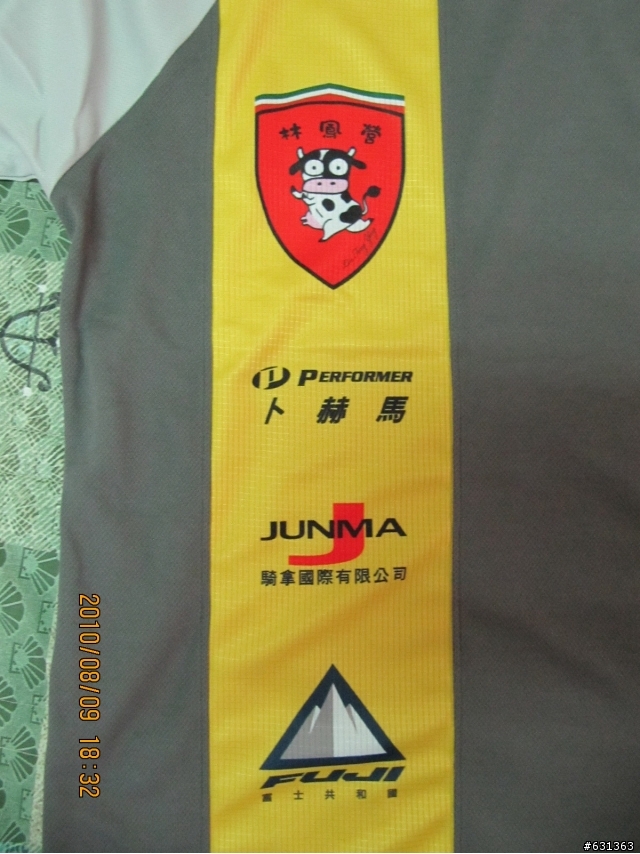 林鳳營
PERFORMER
卜赫馬
JUNMA
騎拿國際有限公司
FUJI
富士共和國
2010/08/09 18:32
#631363